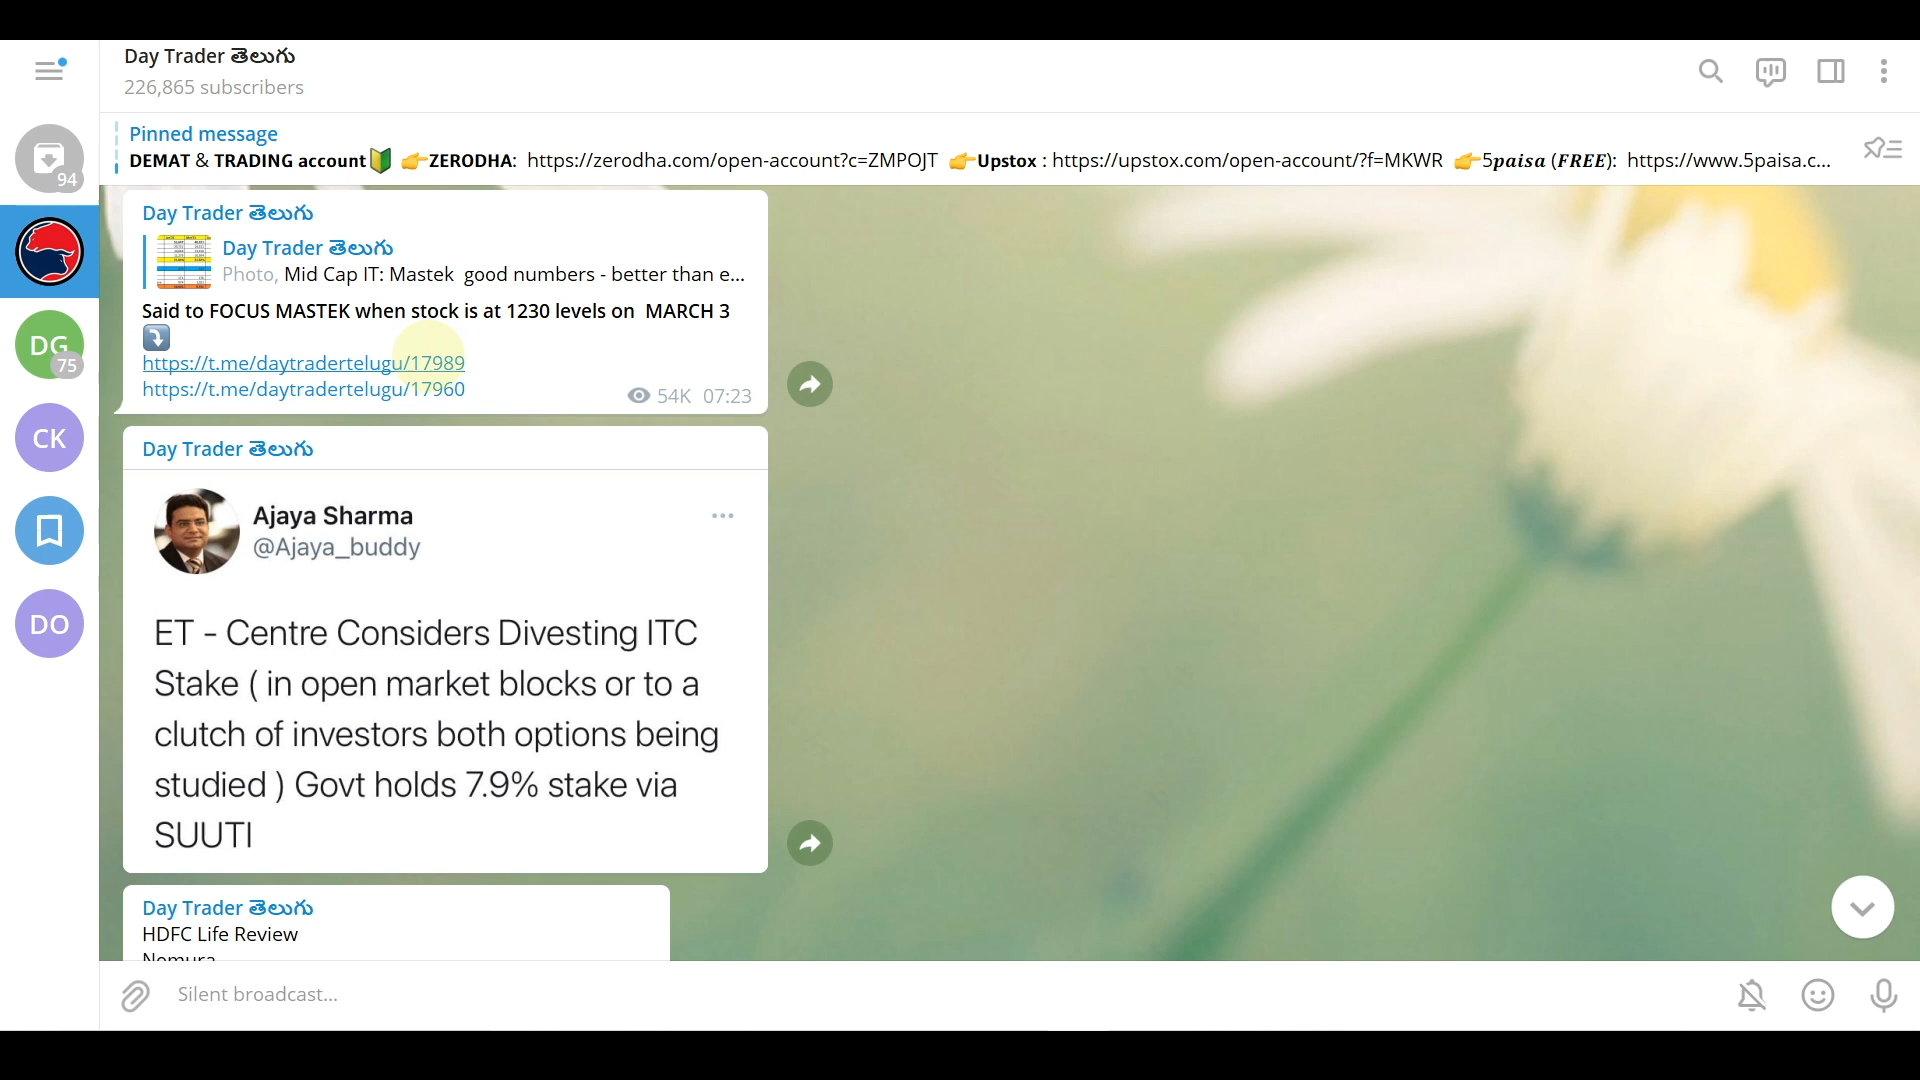 Day Trader తెలుగు
226,865 subscribers
94
Pinned message
DEMAT & TRADING account🔰 👉ZERODHA: https://zerodha.com/open-account?c=ZMPOJT 👉Upstox : https://upstox.com/open-account/?f=MKWR 👉5𝒑𝒂𝒊𝒔𝒂 (𝑭𝑹𝑬𝑬): https://www.5paisa.c...
DG
75
CK
DO
Day Trader తెలుగు
Day Trader తెలుగు
Photo, Mid Cap IT: Mastek good numbers - better than e...
Said to FOCUS MASTEK when stock is at 1230 levels on MARCH 3
⤵️
https://t.me/daytradertelugu/17989
https://t.me/daytradertelugu/17960
54K 07:23
Day Trader తెలుగు
Ajaya Sharma
@Ajaya_buddy
ET - Centre Considers Divesting ITC
Stake ( in open market blocks or to a
clutch of investors both options being
studied ) Govt holds 7.9% stake via
SUUTI
Day Trader తెలుగు
HDFC Life Review
Nomura
Silent broadcast...